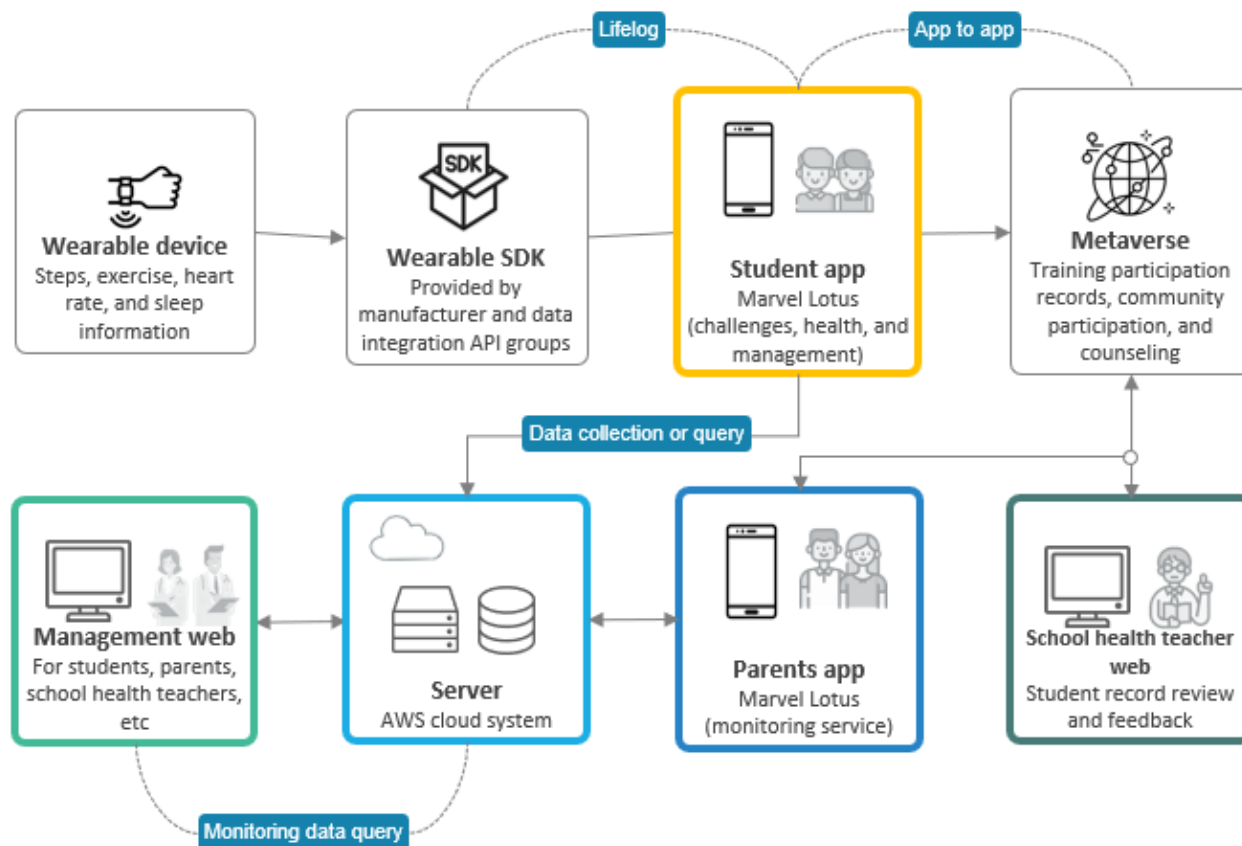 Lifelog
App to app
SDK
Wearable device
Steps, exercise, heart
rate, and sleep
information
Wearable SDK
Provided by
manufacturer and data
integration API groups
Student app
Marvel Lotus
(challenges, health, and
management)
Metaverse
Training participation
records, community
participation, and
counseling
Data collection or query
Management web
For students, parents,
school health teachers,
etc
Server
AWS cloud system
Parents app
Marvel Lotus
(monitoring service)
School health teacher
web
Student record review
and feedback
Monitoring data query